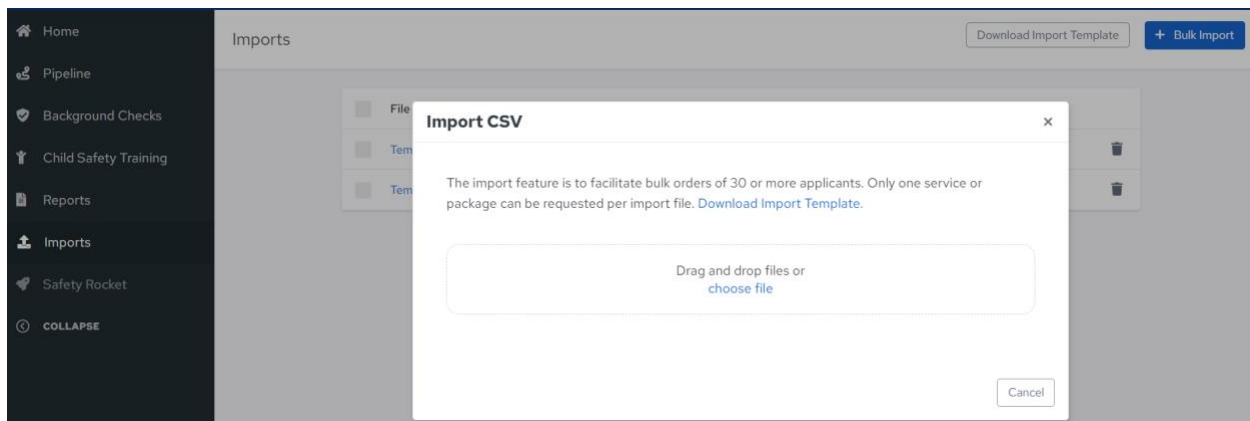 Home
Imports
Download Import Template
+ Bulk Import
Pipeline
Background Checks
File
Import CSV
×
Child Safety Training
Tem
The import feature is to facilitate bulk orders of 30 or more applicants. Only one service or
package can be requested per import file. Download Import Template.
Tem
Reports
Imports
Drag and drop files or
choose file
Safety Rocket
COLLAPSE
Cancel